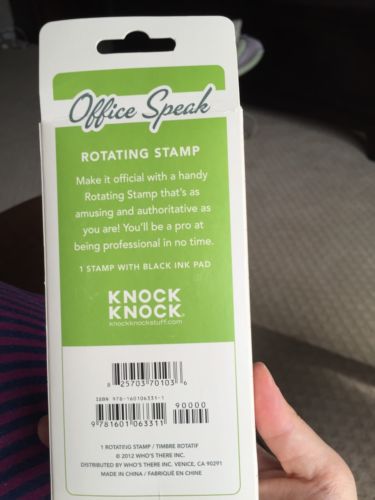 Office Speak
ROTATING STAMP
Make it official with a handy
Rotating Stamp that's as
amusing and authoritative as
you are! You'll be a pro at
being professional in no time.
1 STAMP WITH BLACK INK PAD
KNOCK
KNOCK®
knockknockstuff.com
8 25703 70103 6
ISBN 978-160106331-1
90000
9 781601 063311
1 ROTATING STAMP / TIMBRE ROTATIF
© 2012 WHO'S THERE INC.
DISTRIBUTED BY WHO'S THERE INC. VENICE, CA 90291
MADE IN CHINA / FABRIQUÉ EN CHINE